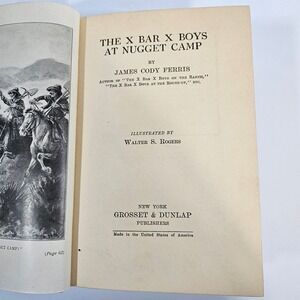 THE X BAR X BOYS
AT NUGGET CAMP
BY
JAMES CODY FERRIS
AUTHOR OF "THE X BAR X BOYS ON THE RANCH,"
"THE X BAR X BOYS AT THE ROUND-UP," ETC.
ILLUSTRATED BY
WALTER S. ROGERS
NEW YORK
GROSSET & DUNLAP
PUBLISHERS
Made in the United States of America
CAMP)
(Page